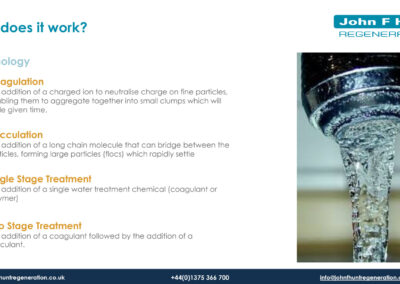 does it work?
John F H
REGENERA
ology
agulation
addition of a charged ion to neutralise charge on fine particles,
bling them to aggregate together into small clumps which will
le given time.
cculation
addition of a long chain molecule that can bridge between the
ticles, forming large particles (flocs) which rapidly settle
gle Stage Treatment
addition of a single water treatment chemical (coagulant or
ymer)
o Stage Treatment
addition of a coagulant followed by the addition of a
culant.
huntregeneration.co.uk
+44(0)1375 366 700
info@johnfhuntregeneration.c